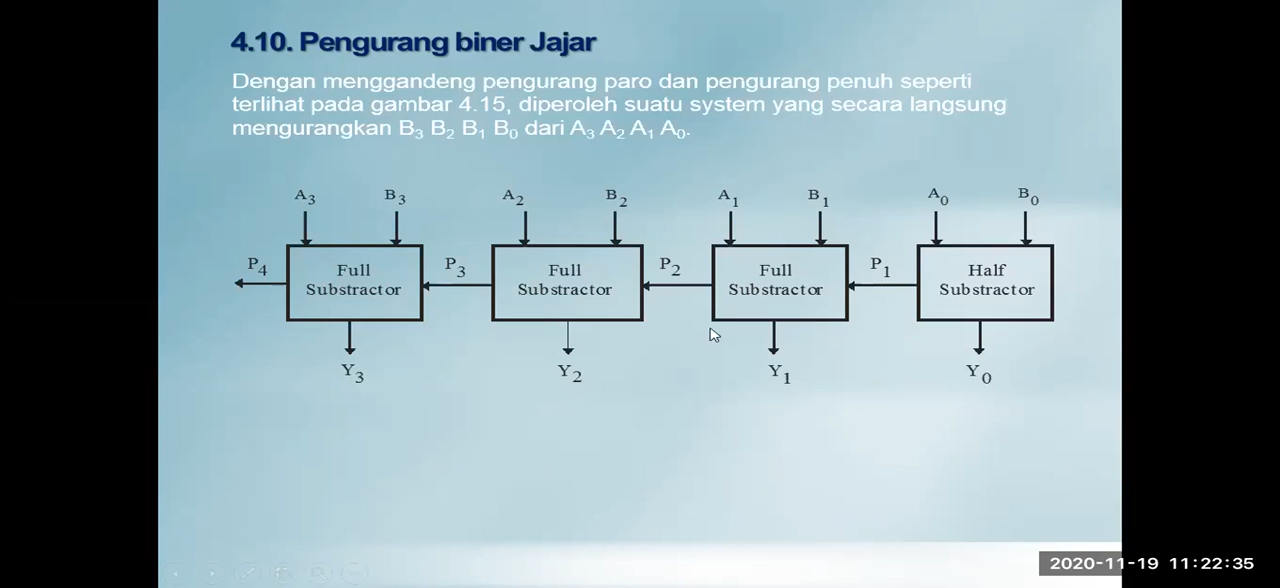 4.10. Pengurang biner Jajar
Dengan menggandeng pengurang paro dan pengurang penuh seperti
terlihat pada gambar 4.15, diperoleh suatu system yang secara langsung
mengurangkan B₃ B₂ B₁ B₀ dari A₃ A₂ A₁ A₀.
A₃ B₃ A₂ B₂ A₁ B₁ A₀ B₀
P₄ Full P₃ Full P₂ Full P₁ Half
Substractor Substractor Substractor Substractor
Y₃ Y₂ Y₁ Y₀
2020-11-19 11:22:35